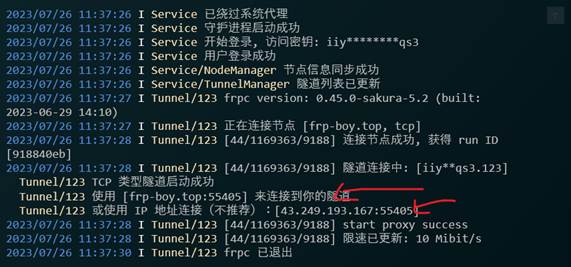 2023/07/26 11:37:26 I Service 已绕过系统代理
2023/07/26 11:37:26 I Service 守护进程启动成功
2023/07/26 11:37:26 I Service 开始登录, 访问密钥: iiy********qs3
2023/07/26 11:37:26 I Service 用户登录成功
2023/07/26 11:37:26 I Service/NodeManager 节点信息同步成功
2023/07/26 11:37:26 I Service/TunnelManager 隧道列表已更新
2023/07/26 11:37:27 I Tunnel/123 frpc version: 0.45.0-sakura-5.2 (built:
2023-06-29 14:10)
2023/07/26 11:37:27 I Tunnel/123 正在连接节点 [frp-boy.top, tcp]
2023/07/26 11:37:28 I Tunnel/123 [44/1169363/9188] 连接节点成功, 获得 run ID
[918840eb]
2023/07/26 11:37:28 I Tunnel/123 [44/1169363/9188] 隧道连接中: [iiy**qs3.123]
Tunnel/123 TCP 类型隧道启动成功
Tunnel/123 使用 [frp-boy.top:55405] 来连接到你的隧道
Tunnel/123 或使用 IP 地址连接（不推荐）：[43.249.193.167:55405]
2023/07/26 11:37:28 I Tunnel/123 [44/1169363/9188] start proxy success
2023/07/26 11:37:28 I Tunnel/123 [44/1169363/9188] 限速已更新: 10 Mibit/s
2023/07/26 11:37:30 I Tunnel/123 frpc 已退出